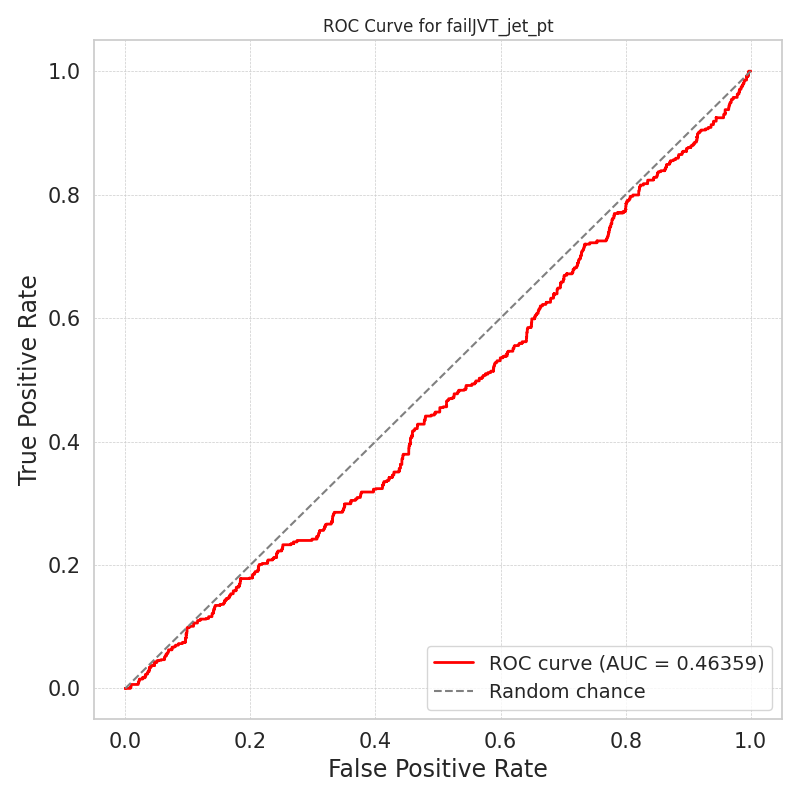 ROC Curve for failJVT_jet_pt
1.0
0.8
0.6
0.4
0.2
0.0
True Positive Rate
ROC curve (AUC = 0.46359)
Random chance
0.0 0.2 0.4 0.6 0.8 1.0
False Positive Rate